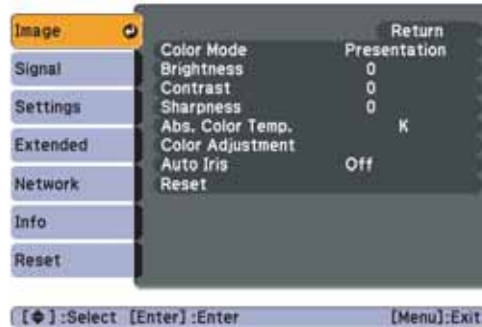 Image
Signal
Settings
Extended
Network
Info
Reset
Return
Color Mode Presentation
Brightness 0
Contrast 0
Sharpness 0
Abs. Color Temp. K
Color Adjustment
Auto Iris Off
Reset
[◆]:Select [Enter]:Enter [Menu]:Exit